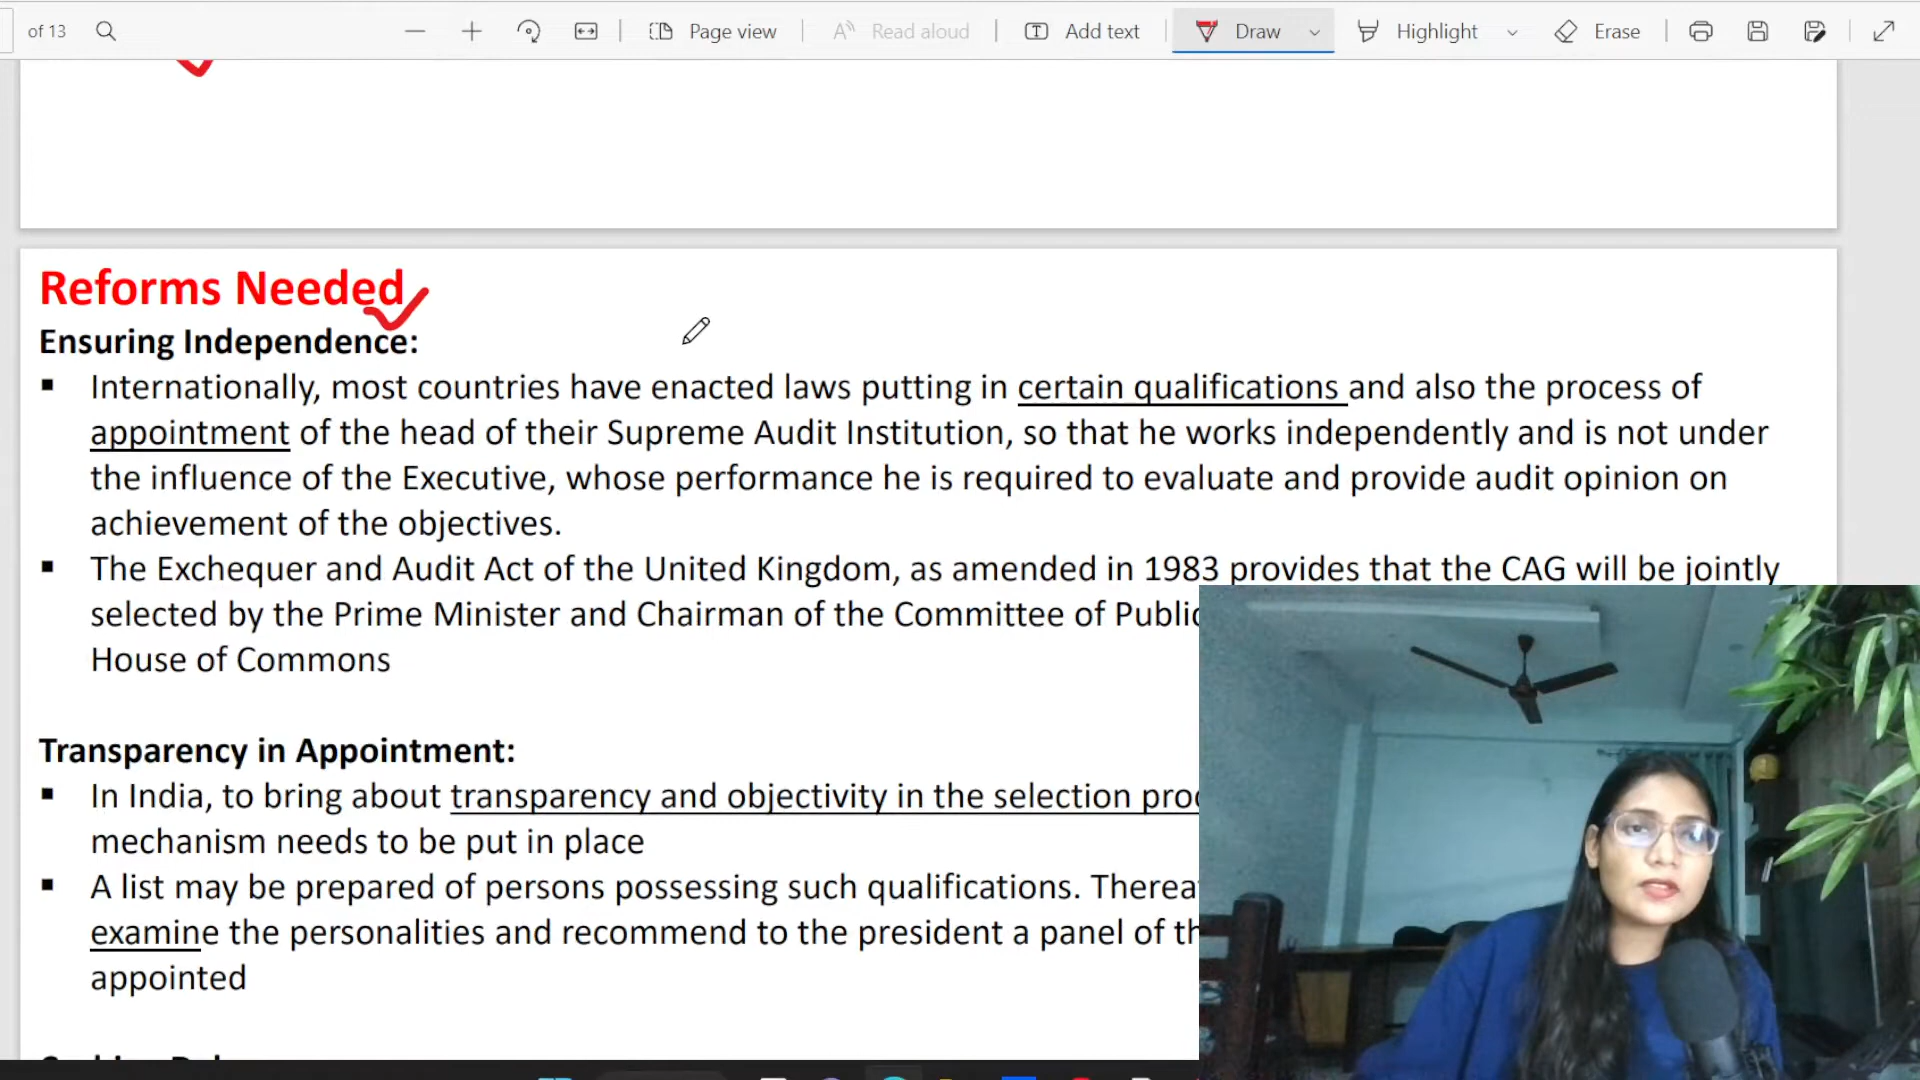 of 13
Page view
Read aloud
Add text
Draw
Highlight
Erase
Reforms Needed
Ensuring Independence:
Internationally, most countries have enacted laws putting in certain qualifications and also the process of
appointment of the head of their Supreme Audit Institution, so that he works independently and is not under
the influence of the Executive, whose performance he is required to evaluate and provide audit opinion on
achievement of the objectives.
The Exchequer and Audit Act of the United Kingdom, as amended in 1983 provides that the CAG will be jointly
selected by the Prime Minister and Chairman of the Committee of
House of Commons
Transparency in Appointment:
In India, to bring about transparency and objectivity in the selection
mechanism needs to be put in place
A list may be prepared of persons possessing such qualifications.
examine the personalities and recommend to the president a panel of
appointed